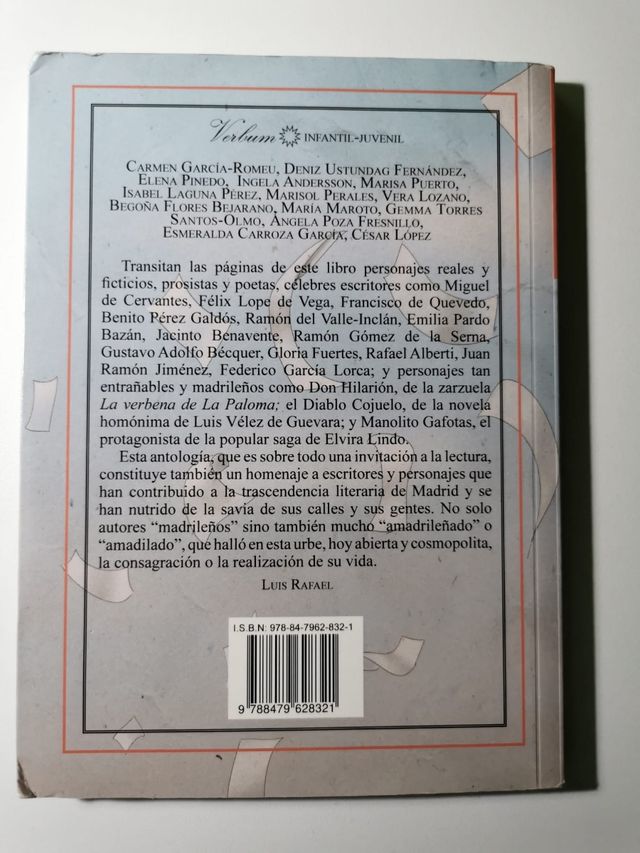 Verbum INFANTIL-JUVENIL
CARMEN GARCÍA-ROMEU, DENIZ USTUNDAG FERNÁNDEZ,
ELENA PINEDO, INGELA ANDERSSON, MARISA PUERTO,
ISABEL LAGUNA PÉREZ, MARISOL PERALES, VERA LOZANO,
BEGOÑA FLORES BEJARANO, MARÍA MAROTO, GEMMA TORRES
SANTOS-OLMO, ÁNGELA POZA FRESNILLO,
ESMERALDA CARROZA GARCÍA, CÉSAR LÓPEZ
Transitan las páginas de este libro personajes reales y
ficticios, prosistas y poetas, célebres escritores como Miguel
de Cervantes, Félix Lope de Vega, Francisco de Quevedo,
Benito Pérez Galdós, Ramón del Valle-Inclán, Emilia Pardo
Bazán, Jacinto Benavente, Ramón Gómez de la Serna,
Gustavo Adolfo Bécquer, Gloria Fuertes, Rafael Alberti, Juan
Ramón Jiménez, Federico García Lorca; y personajes tan
entrañables y madrileños como Don Hilarión, de la zarzuela
La verbena de La Paloma; el Diablo Cojuelo, de la novela
homónima de Luis Vélez de Guevara; y Manolito Gafotas, el
protagonista de la popular saga de Elvira Lindo.
Esta antología, que es sobre todo una invitación a la lectura,
constituye también un homenaje a escritores y personajes que
han contribuido a la trascendencia literaria de Madrid y se
han nutrido de la savia de sus calles y sus gentes. No solo
autores “madrileños” sino también mucho “amadrileñado” o
“amadilado”, que halló en esta urbe, hoy abierta y cosmopolita,
la consagración o la realización de su vida.
LUIS RAFAEL
I.S.B.N: 978-84-7962-832-1
9 788479 628321